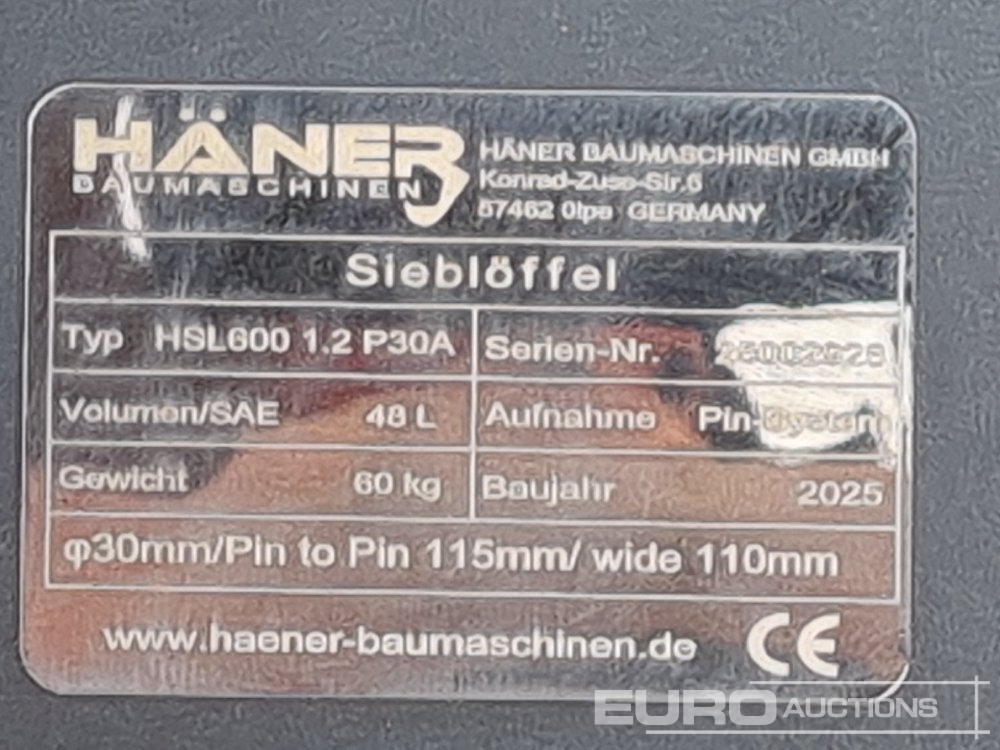 HÄNER
BAUMASCHINEN
HÄNER BAUMASCHINEN GMBH
Konrad-Zuse-Str.6
57462 Olpe GERMANY
Sieblöffel
Typ HSL600 1.2 P30A
Serien-Nr.
Volumen/SAE 48 L
Aufnahme Pin-System
Gewicht 60 kg
Baujahr 2025
φ30mm/Pin to Pin 115mm/ wide 110mm
www.haener-baumaschinen.de CE
EURO AUCTIONS